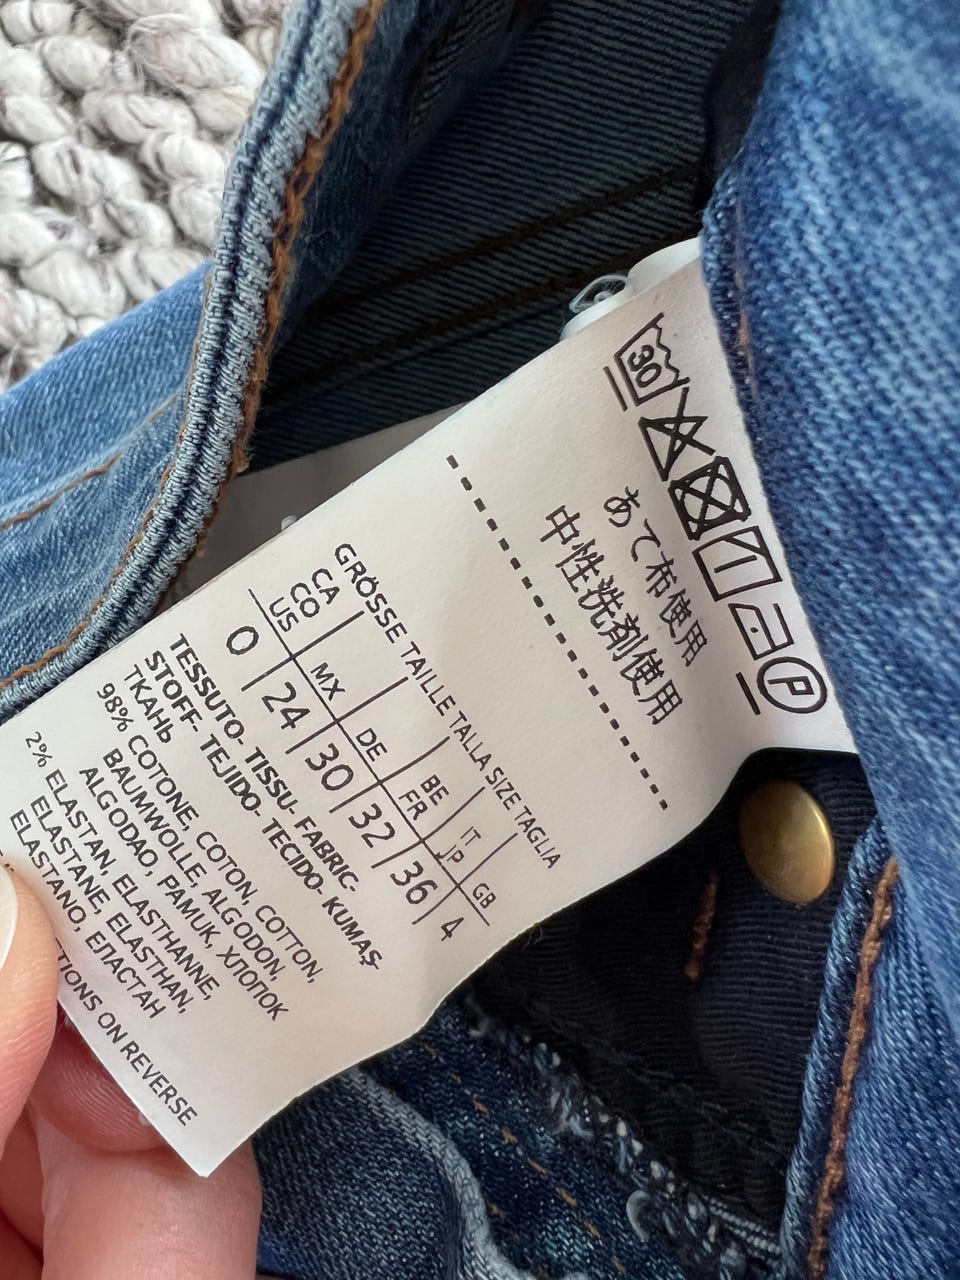 30
P
あて布使用
中性洗剤使用
GRÖSSE TAILLE TALLA SIZE TAGLIA
CA
CO BE IT
US MX DE FR JP GB
0 24 30 32 36 4
TESSUTO- TISSU- FABRIC-
STOFF- TEJIDO- TECIDO- KUMAŞ-
ТКАНЬ
98% COTONE, COTON, COTTON,
BAUMWOLLE, ALGODON,
ALGODAO, PAMUK, ХЛОПОК
2% ELASTAN, ELASTHANNE,
ELASTANE, ELASTHAN,
ELASTANO, ЕЛАСТАН
TIONS ON REVERSE